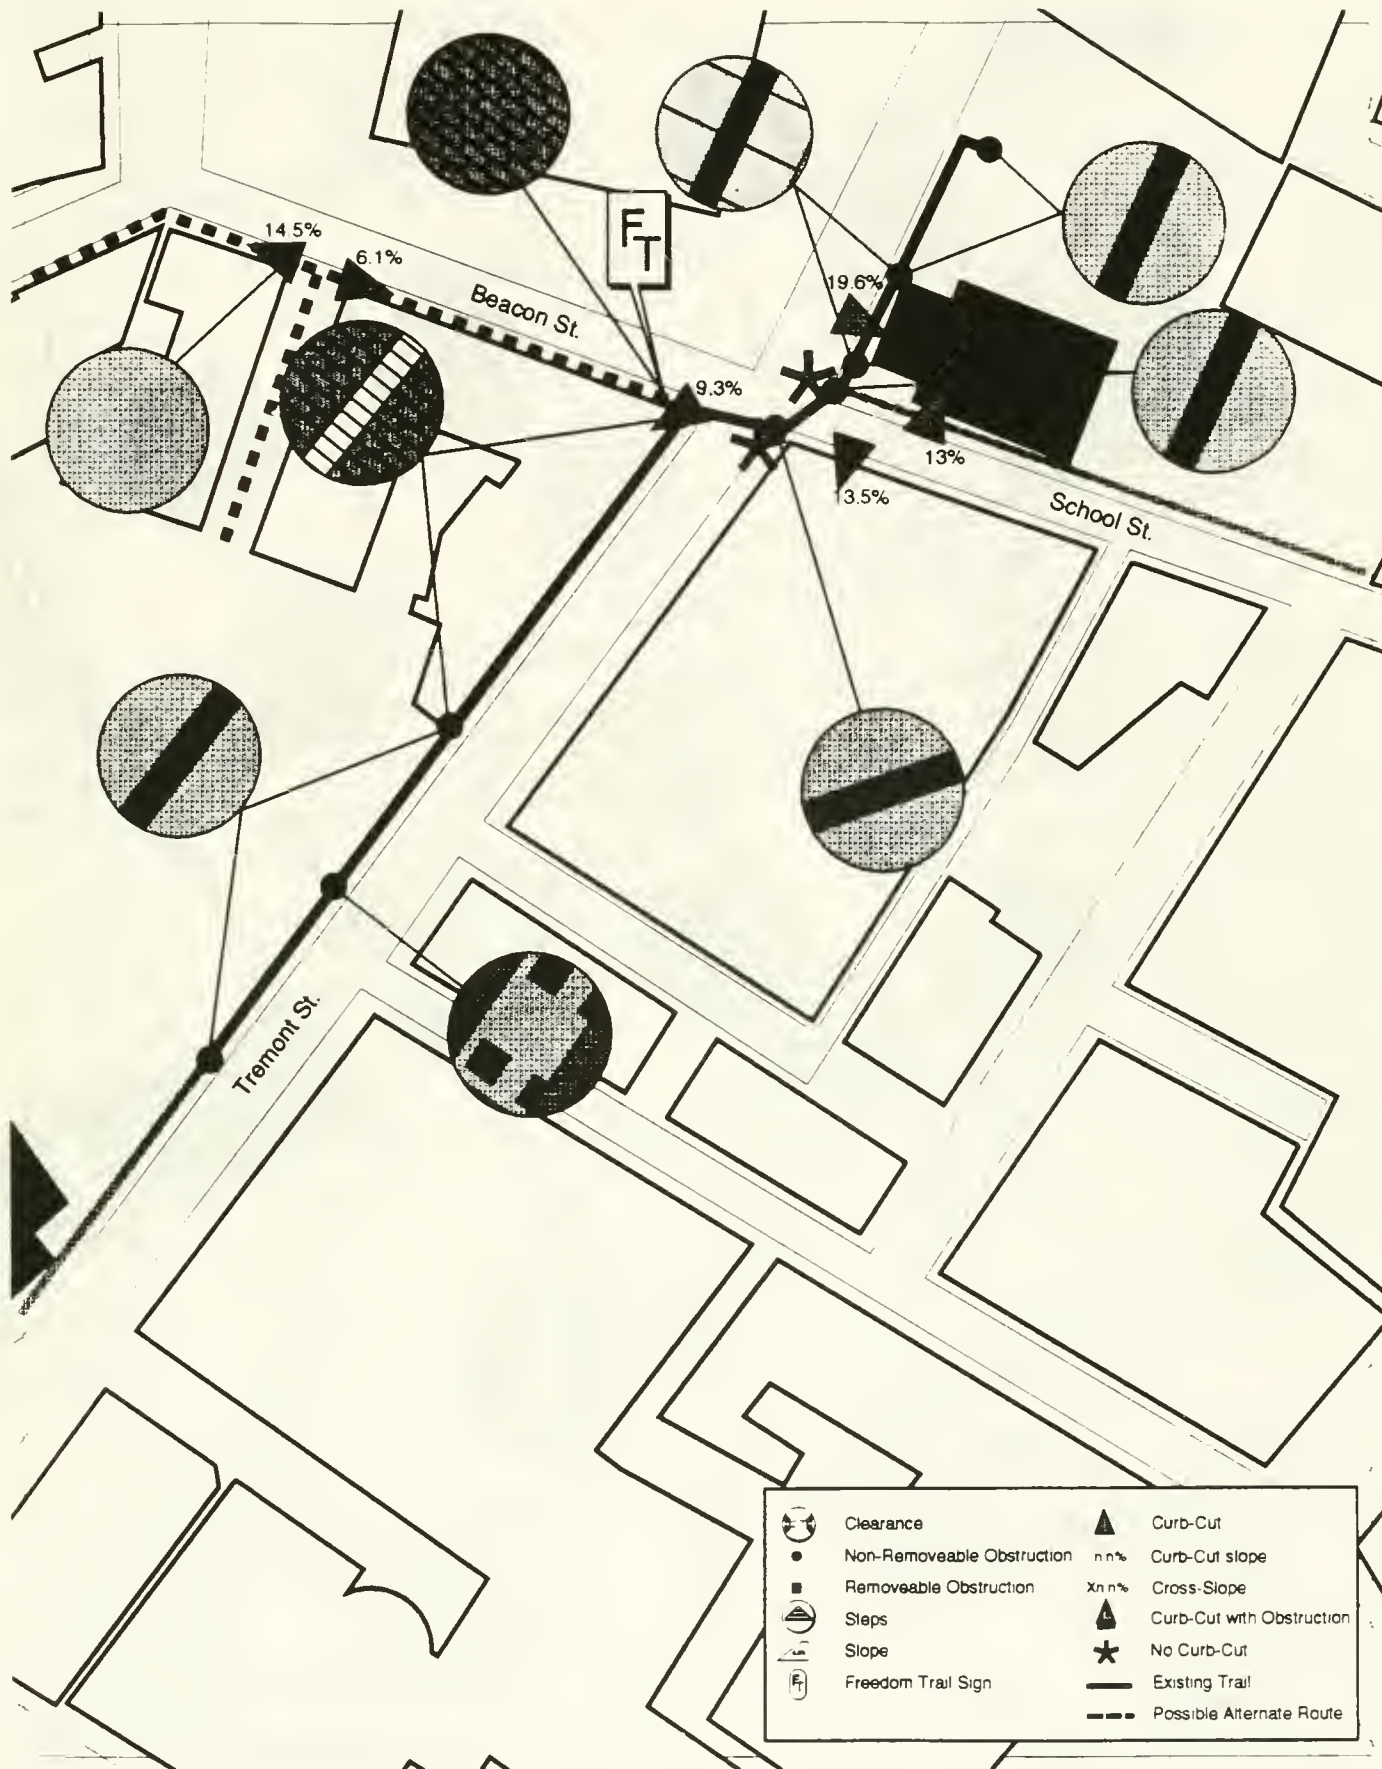 14.5%
6.1%
FT
Beacon St.
19.6%
9.3%
13%
13.5%
School St.
Tremont St.
Clearance
Non-Removeable Obstruction
Removeable Obstruction
Steps
Slope
FT
Freedom Trail Sign
Curb-Cut
nn%
Curb-Cut slope
Xnn%
Cross-Slope
Curb-Cut with Obstruction
No Curb-Cut
Existing Trail
Possible Alternate Route